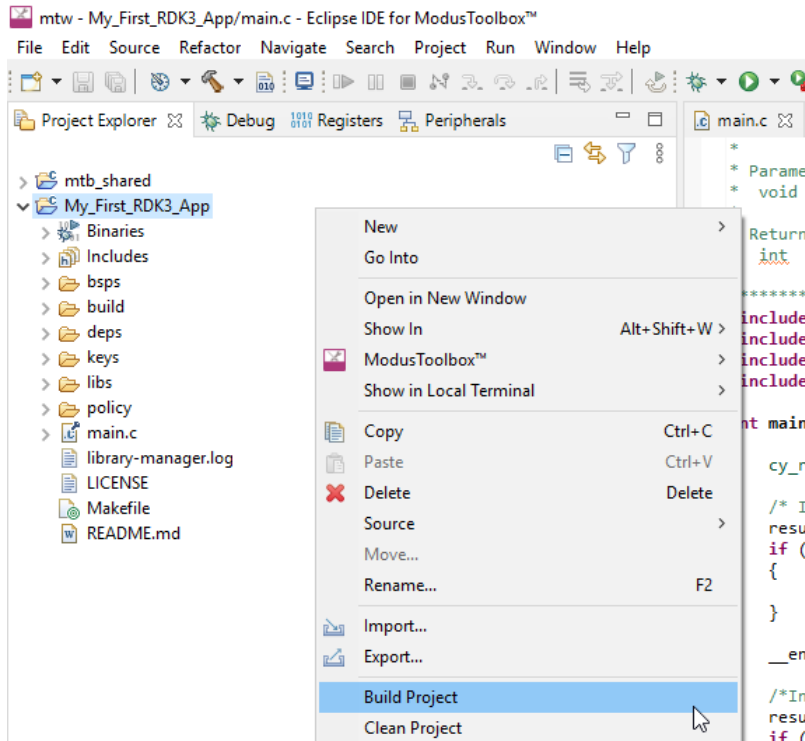 mtw - My_First_RDK3_App/main.c - Eclipse IDE for ModusToolbox™
File Edit Source Refactor Navigate Search Project Run Window Help
Project Explorer Debug Registers Peripherals
main.c
mtb_shared
My_First_RDK3_App
Binaries
Includes
bsps
build
deps
keys
libs
policy
main.c
library-manager.log
LICENSE
Makefile
README.md
New
Go Into
Open in New Window
Show In Alt+Shift+W
ModusToolbox™
Show in Local Terminal
Copy Ctrl+C
Paste Ctrl+V
Delete Delete
Source
Move...
Rename... F2
Import...
Export...
Build Project
Clean Project
*
* Parame
* void
*
Return
int
*******
include
include
include
include
nt main
cy_r
/* I
resu
if (
{
}
__en
/*In
resu
if (